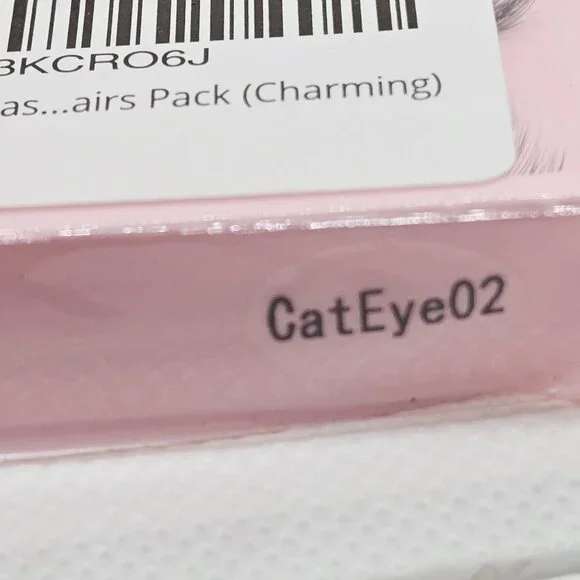 3KCRO6J
as...airs Pack (Charming)
CatEye02